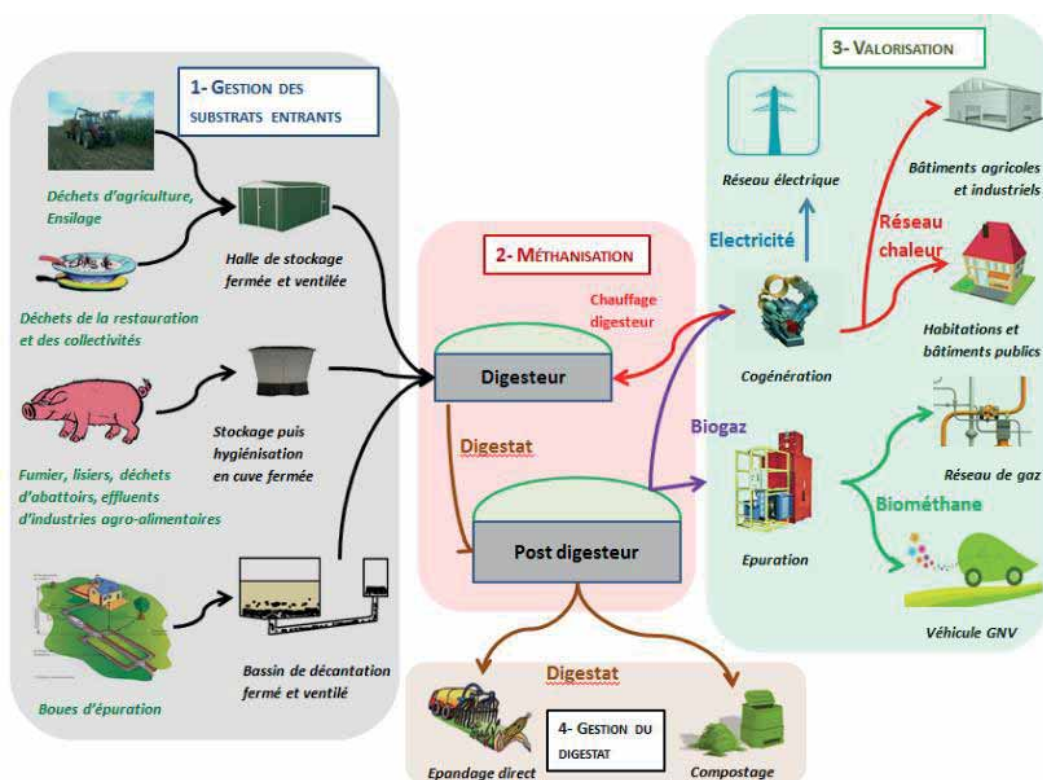 1- GESTION DES
SUBSTRATS ENTRANTS
Déchets d'agriculture,
Ensilage
Halle de stockage
fermée et ventilée
Déchets de la restauration
et des collectivités
Stockage puis
hygiénisation
en cuve fermée
Fumier, lisiers, déchets
d'abattoirs, effluents
d'industries agro-alimentaires
Bassin de décantation
fermé et ventilé
Boues d'épuration
2- MÉTHANISATION
Chauffage
digesteur
Digesteur
Digestat
Biogaz
Post digesteur
3- VALORISATION
Réseau électrique
Bâtiments agricoles
et industriels
Electricité
Réseau
chaleur
Cogénération
Habitations et
bâtiments publics
Réseau de gaz
Biométhane
Epuration
Véhicule GNV
Digestat
4- GESTION DU
DIGESTAT
Epandage direct
Compostage